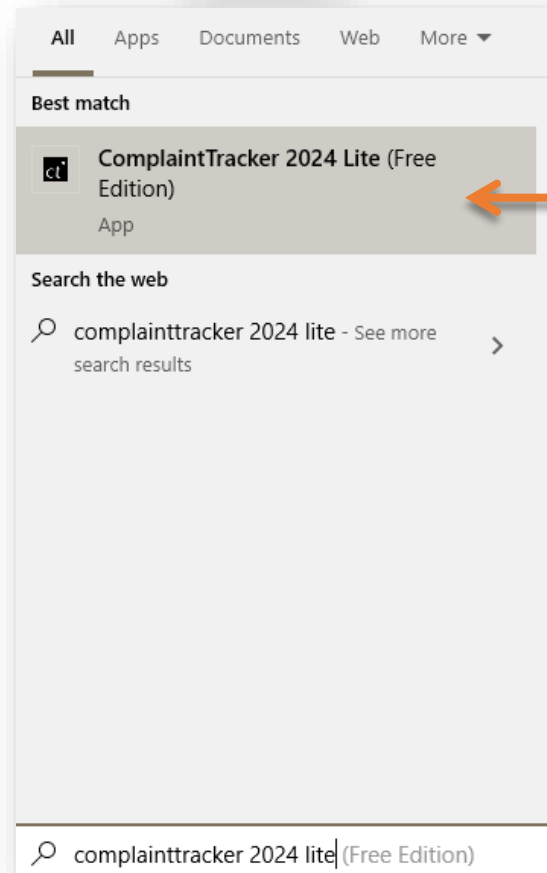 All Apps Documents Web More
Best match
ct
ComplaintTracker 2024 Lite (Free
Edition)
App
Search the web
complainttracker 2024 lite - See more
search results
complainttracker 2024 lite (Free Edition)